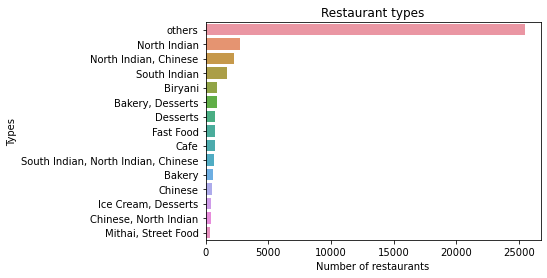 Restaurant types
others
North Indian
North Indian, Chinese
South Indian
Biryani
Bakery, Desserts
Desserts
Fast Food
Cafe
South Indian, North Indian, Chinese
Bakery
Chinese
Ice Cream, Desserts
Chinese, North Indian
Mithai, Street Food
Types
0 5000 10000 15000 20000 25000
Number of restaurants